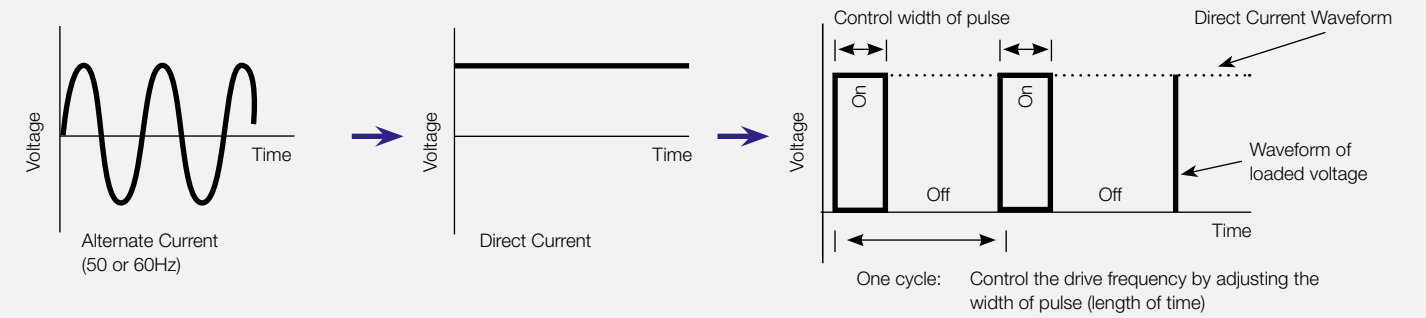 Voltage
Time
Alternate Current
(50 or 60Hz)
Voltage
Time
Direct Current
Control width of pulse
Direct Current Waveform
Voltage
On
On
Off
Off
Waveform of
loaded voltage
Time
One cycle: Control the drive frequency by adjusting the
width of pulse (length of time)